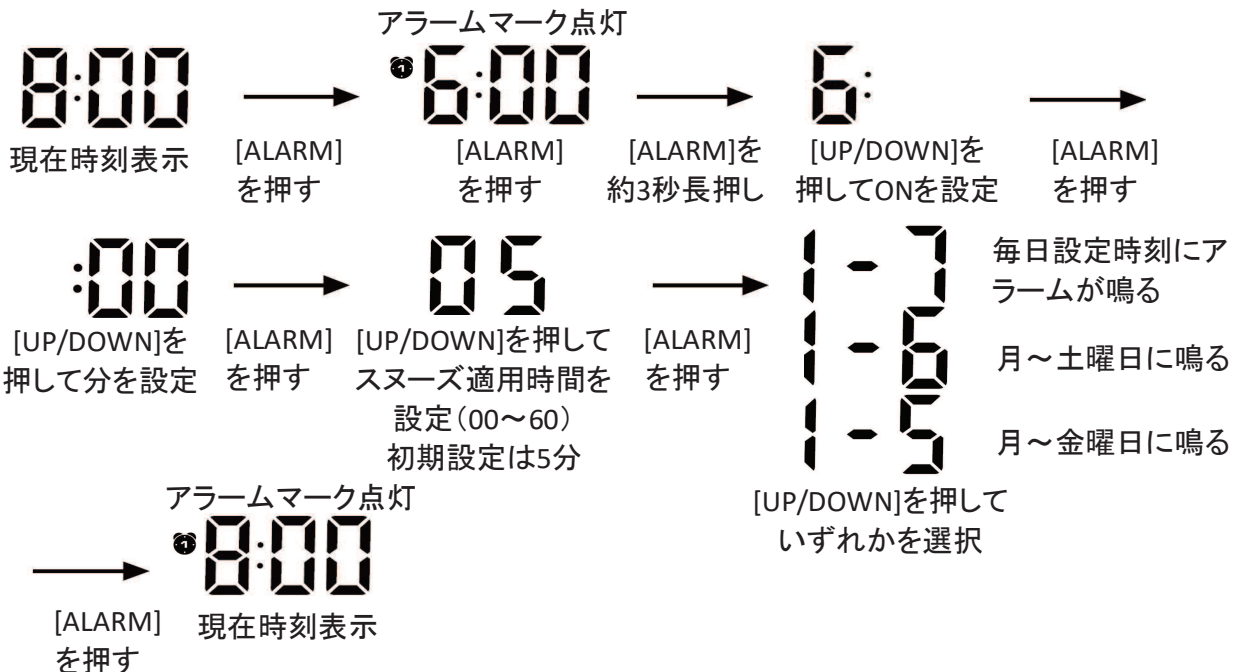 アラームマーク点灯
8:00
6:00
6:
現在時刻表示
[ALARM]
を押す
[ALARM]
を押す
[ALARM]を
約3秒長押し
[UP/DOWN]を
押してONを設定
[ALARM]
を押す
:00
05
1-7
毎日設定時刻にア
ラームが鳴る
1-6
月～土曜日に鳴る
1-5
月～金曜日に鳴る
[UP/DOWN]を
押して分を設定
[ALARM]
を押す
[UP/DOWN]を押して
スヌーズ適用時間を
設定（00～60）
初期設定は5分
[ALARM]
を押す
[UP/DOWN]を押して
いずれかを選択
アラームマーク点灯
8:00
[ALARM]
を押す
現在時刻表示